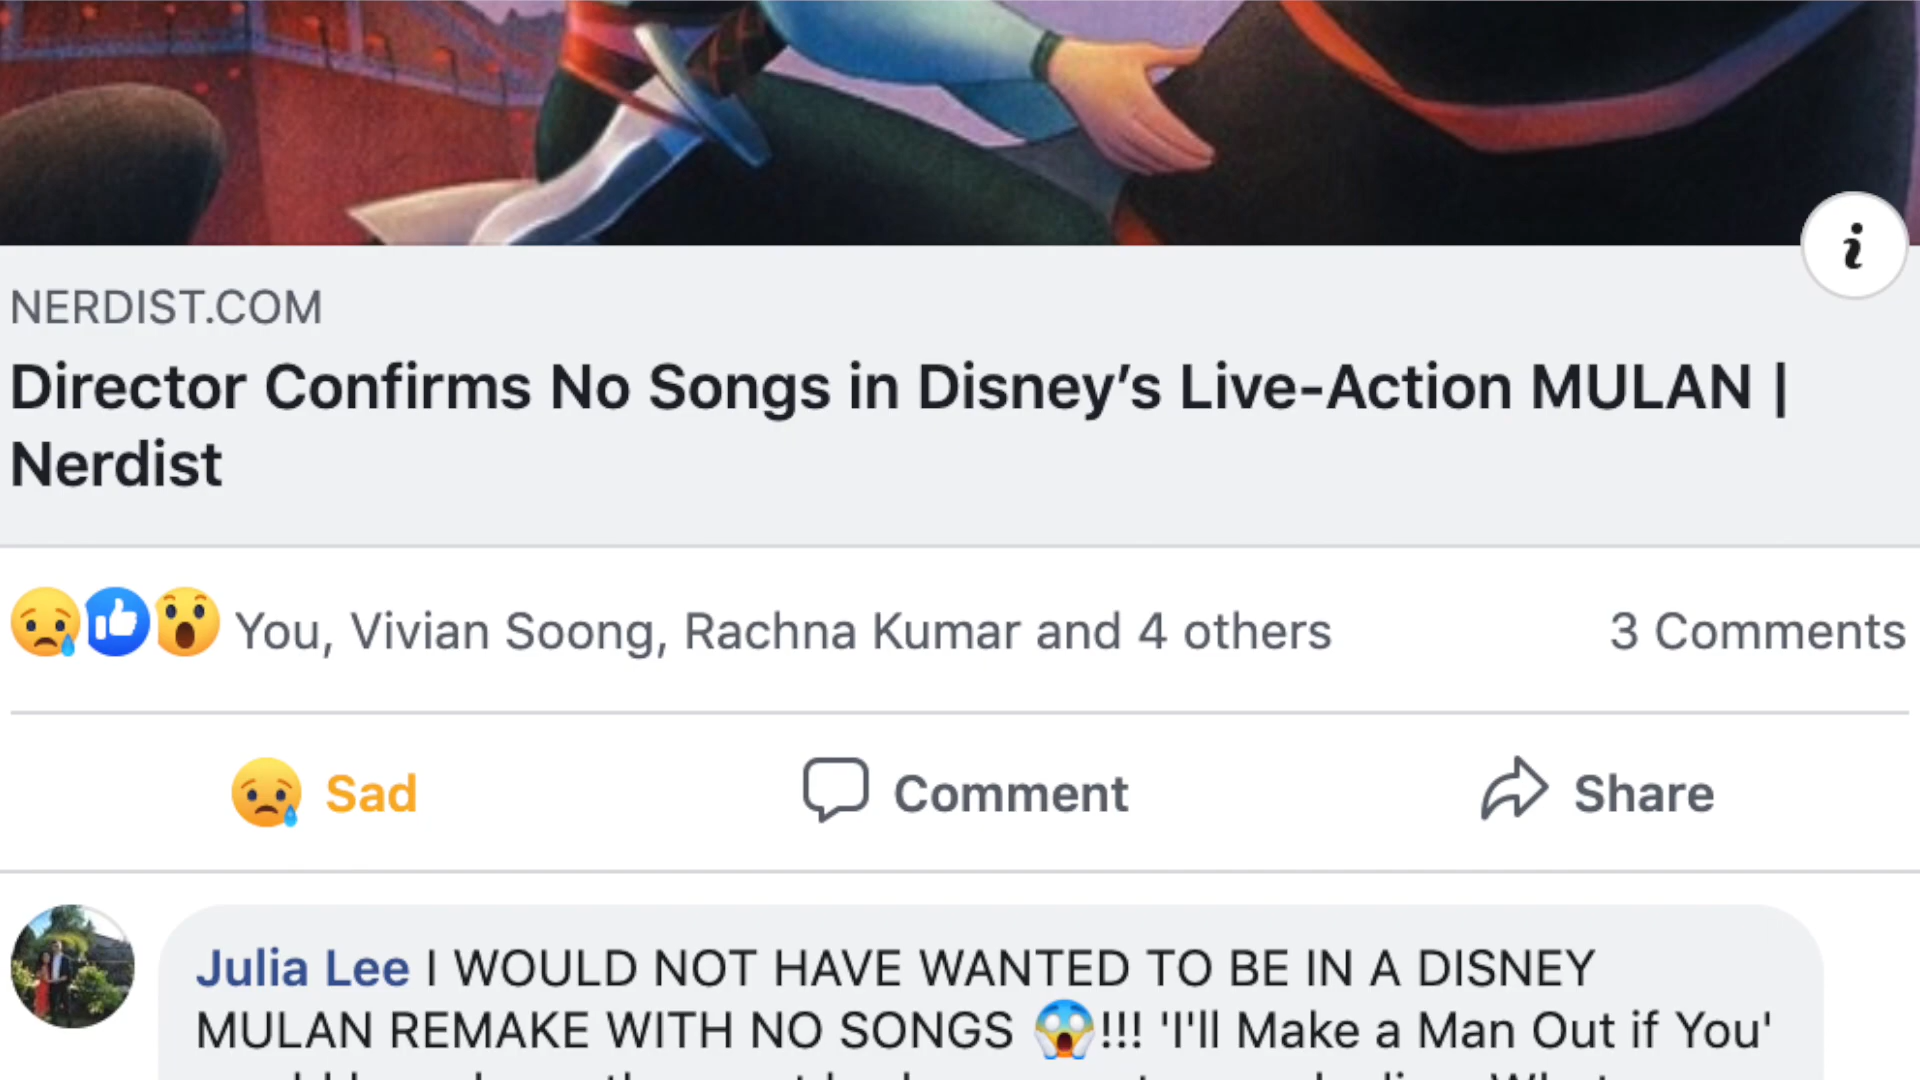 NERDIST.COM
Director Confirms No Songs in Disney’s Live-Action MULAN |
Nerdist
You, Vivian Soong, Rachna Kumar and 4 others
3 Comments
Sad
Comment
Share
Julia Lee I WOULD NOT HAVE WANTED TO BE IN A DISNEY
MULAN REMAKE WITH NO SONGS 😱!!! 'I'll Make a Man Out if You'